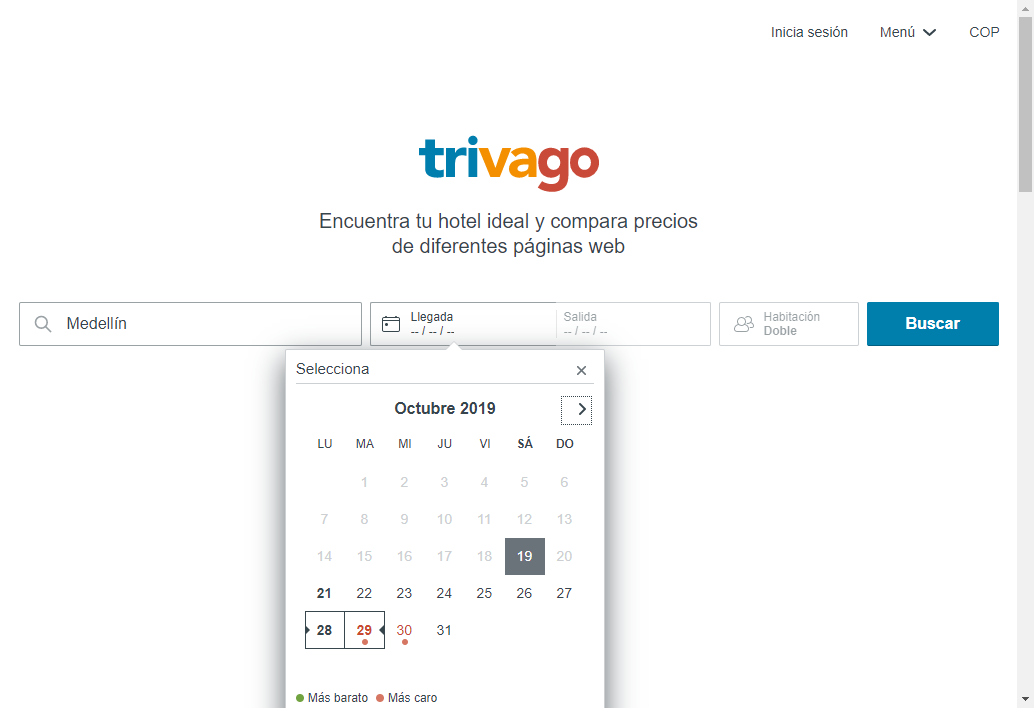 Inicia sesión Menú COP
trivago
Encuentra tu hotel ideal y compara precios
de diferentes páginas web
Medellín
Llegada
-- / -- / --
Salida
-- / -- / --
Habitación
Doble
Buscar
Selecciona
Octubre 2019
LU MA MI JU VI SÁ DO
1 2 3 4 5 6
7 8 9 10 11 12 13
14 15 16 17 18 19 20
21 22 23 24 25 26 27
28 29 30 31
Más barato Más caro